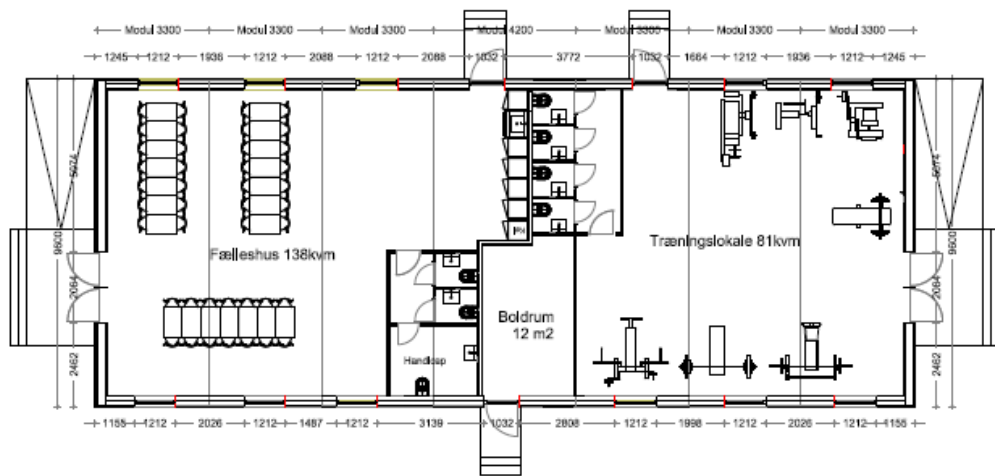 Modul 3300 Modul 3300 Modul 3300 Modul 4200 Modul 3300 Modul 3300 Modul 3300
1245 1212 1936 1212 2088 1212 2088 1032 3772 1032 1664 1212 1936 1212 1245
5074
9600
2064
2462
Fælleshus 138kvm
Træningslokale 81kvm
Boldrum
12 m2
Handicap
5074
9600
2064
2462
1155 1212 2026 1212 1487 1212 3139 1032 2808 1212 1998 1212 2026 1212 1155